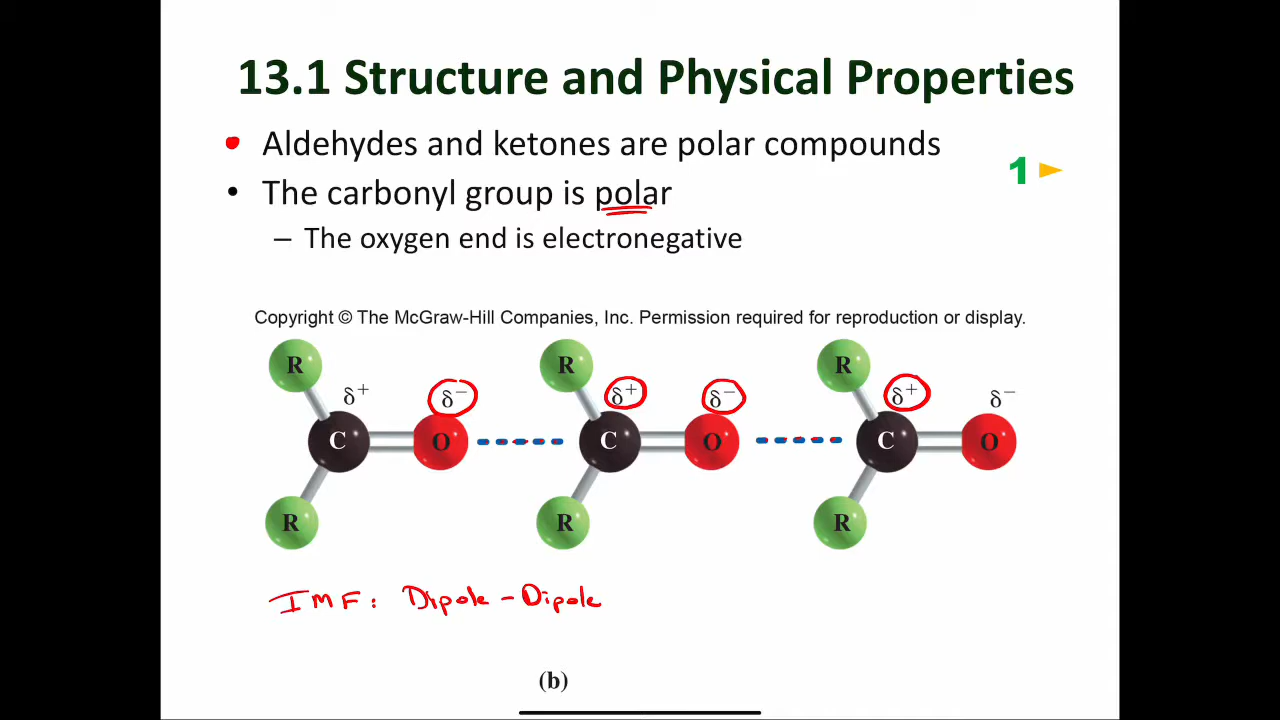 13.1 Structure and Physical Properties
• Aldehydes and ketones are polar compounds
1
• The carbonyl group is polar
– The oxygen end is electronegative
Copyright © The McGraw-Hill Companies, Inc. Permission required for reproduction or display.
R R R
δ+ δ− δ+ δ− δ+ δ−
C O C O C O
R R R
IMF: Dipole - Dipole
(b)